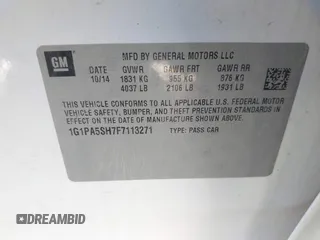 GM
MFD BY GENERAL MOTORS LLC
DATE GVWR GAWR FRT GAWR RR
10/14 1831 KG 955 KG 876 KG
4037 LB 2106 LB 1931 LB
THIS VEHICLE CONFORMS TO ALL APPLICABLE U.S. FEDERAL MOTOR
VEHICLE SAFETY, BUMPER, AND THEFT PREVENTION STANDARDS IN
EFFECT ON THE DATE OF MANUFACTURE SHOWN ABOVE.
1G1PA5SH7F7113271 TYPE: PASS CAR
DREAMBID